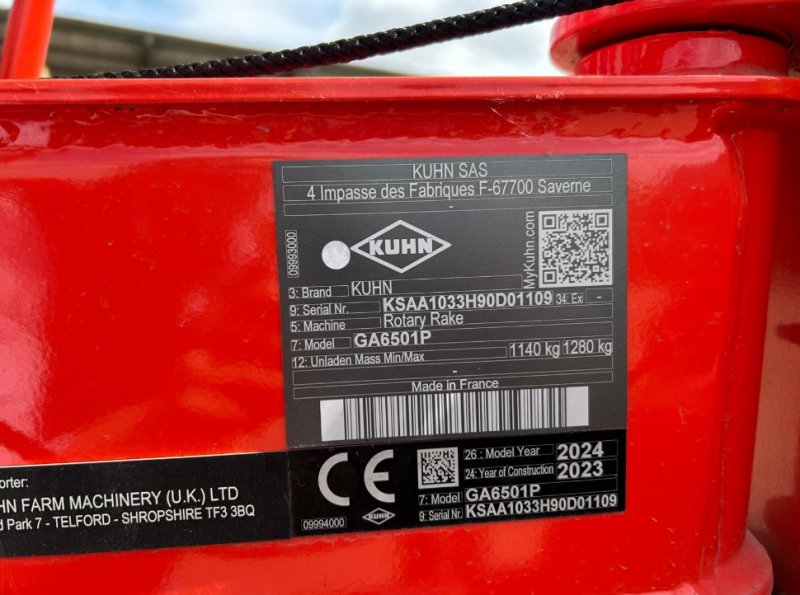 KUHN SAS
4 Impasse des Fabriques F-67700 Saverne
-
09993000
KUHN
MyKuhn.com
3: Brand KUHN
9: Serial Nr. KSAA1033H90D01109 34: Ex -
5: Machine Rotary Rake
7: Model GA6501P
12: Unladen Mass Min/Max 1140 kg 1280 kg
Made in France
CE
KUHN
09994000
26: Model Year 2024
24: Year of Construction 2023
7: Model GA6501P
9: Serial Nr. KSAA1033H90D01109
orter:
HN FARM MACHINERY (U.K.) LTD
d Park 7 - TELFORD - SHROPSHIRE TF3 3BQ